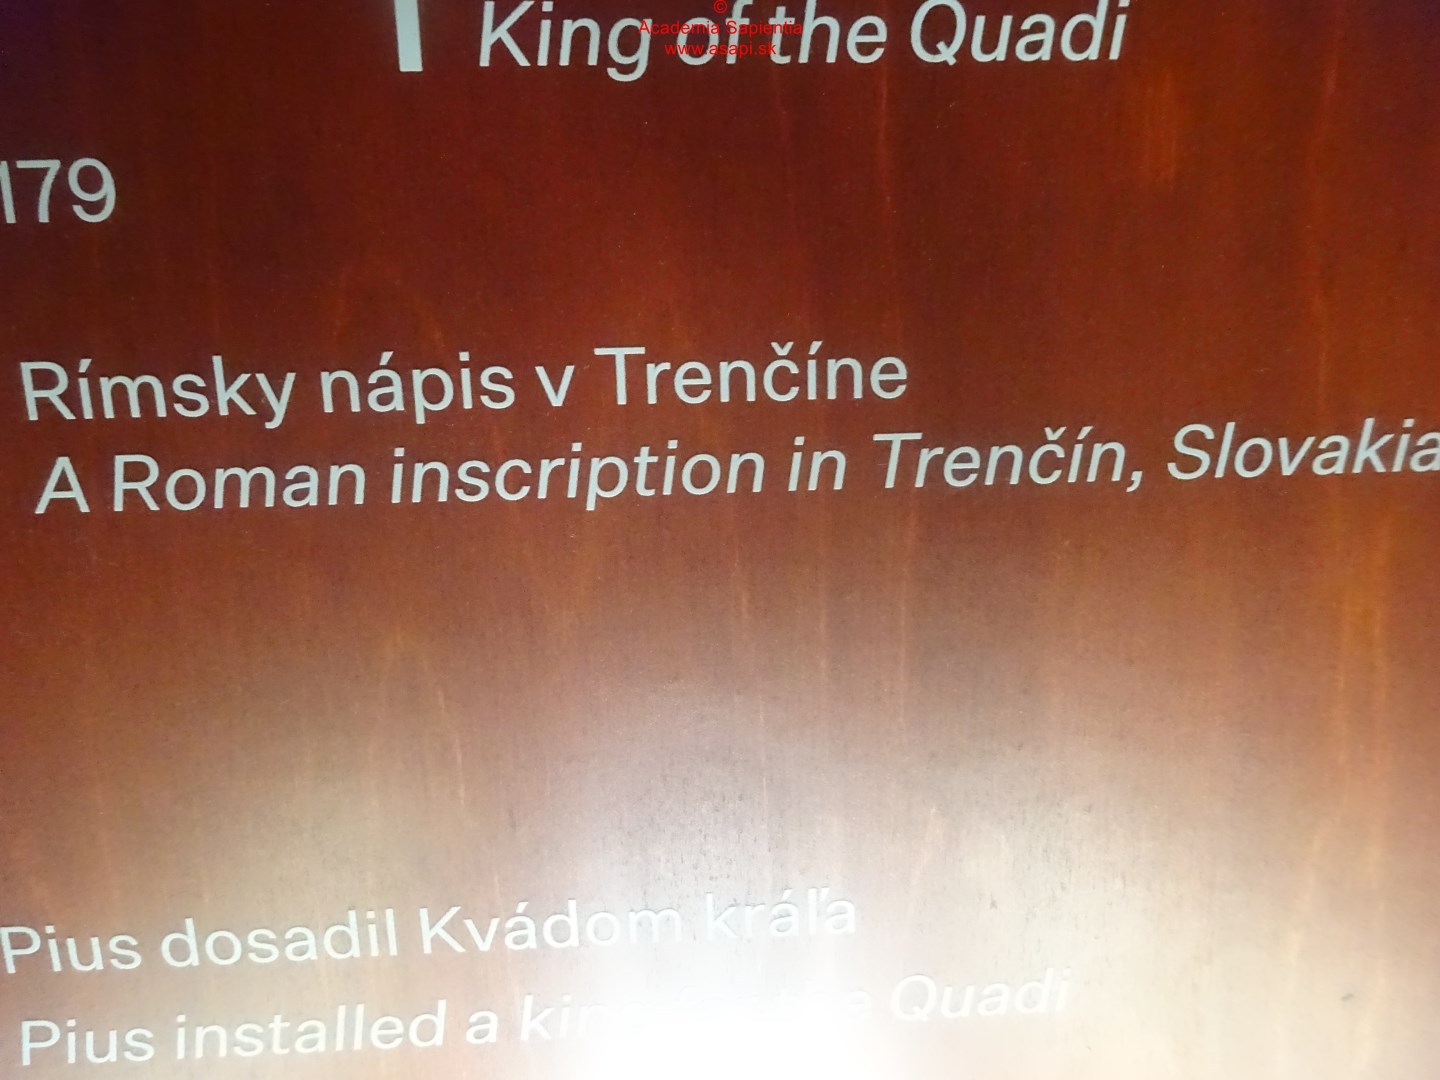 ©
Academia Sapientia
www.asapi.sk
King of the Quadi
179
Rímsky nápis v Trenčíne
A Roman inscription in Trenčín, Slovakia
Pius dosadil Kvádom kráľa
Pius installed a Quadi